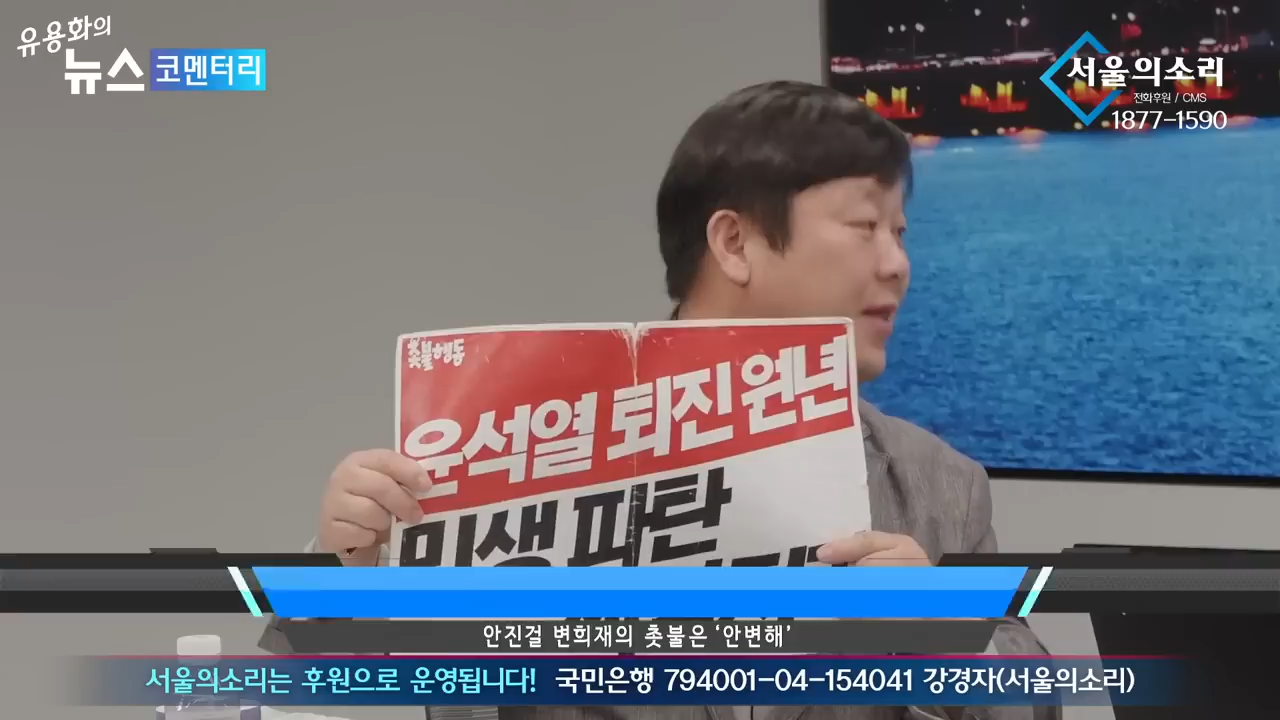 유용화의
뉴스 코멘터리
서울의소리
전화후원 / CMS
1877-1590
촛불행동
윤석열 퇴진 원년
민생 파탄
안진걸 변희재의 촛불은 ‘안변해’
서울의소리는 후원으로 운영됩니다! 국민은행 794001-04-154041 강경자(서울의소리)